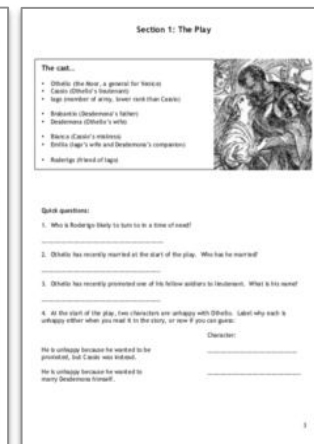 Section 1: The Play
The cast...
• Othello (the Moor, a general for Venice)
• Cassio (Othello's lieutenant)
• Iago (member of army, lower rank than Cassio)
• Brabantio (Desdemona's father)
• Desdemona (Othello's wife)
• Bianca (Cassio's mistress)
• Emilia (Iago's wife and Desdemona's companion)
• Roderigo (friend of Iago)
Quick questions:
1. Who is Roderigo likely to turn to in a time of need?
2. Othello has recently married at the start of the play. Who has he married?
3. Othello has recently promoted one of his fellow soldiers to lieutenant. What is his name?
4. At the start of the play, two characters are unhappy with Othello. Label why each is
unhappy either when you read it in the story, or now if you can guess:
Character:
He is unhappy because he wanted to be
promoted, but Cassio was instead.
He is unhappy because he wanted to
marry Desdemona himself.